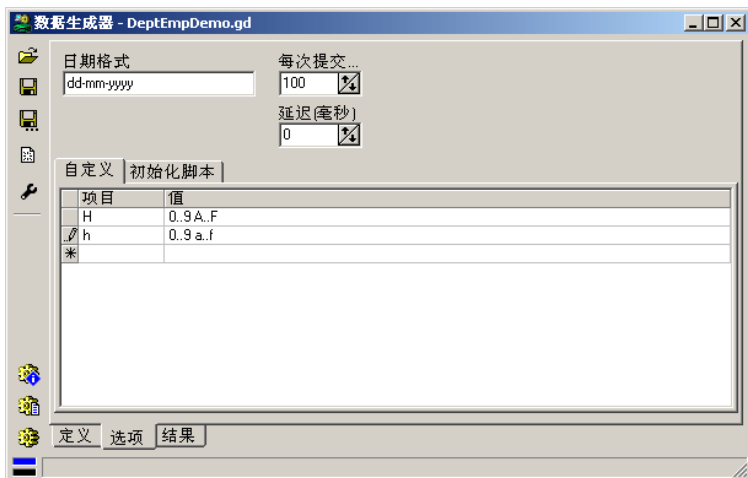 数据生成器 - DeptEmpDemo.gd
日期格式
每次提交...
dd-mm-yyyy
100
延迟(毫秒)
0
自定义 初始化脚本
项目 值
H 0..9 A..F
h 0..9 a..f
定义 选项 结果